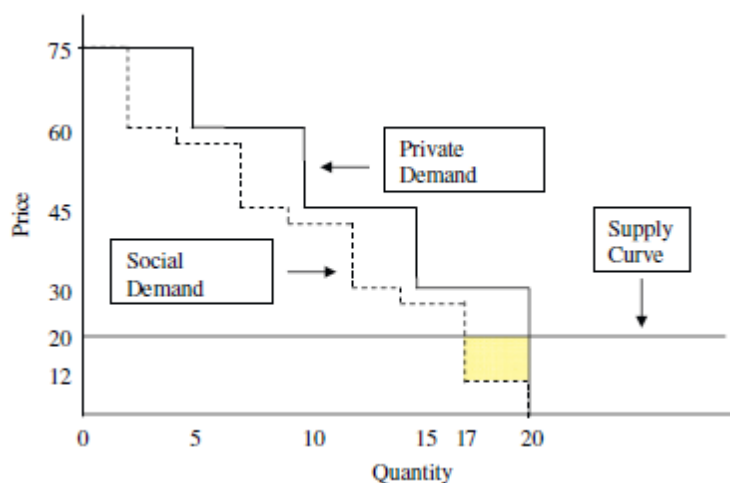 75
60
45
30
20
12
Price
Private
Demand
Social
Demand
Supply
Curve
0
5
10
15
17
20
Quantity